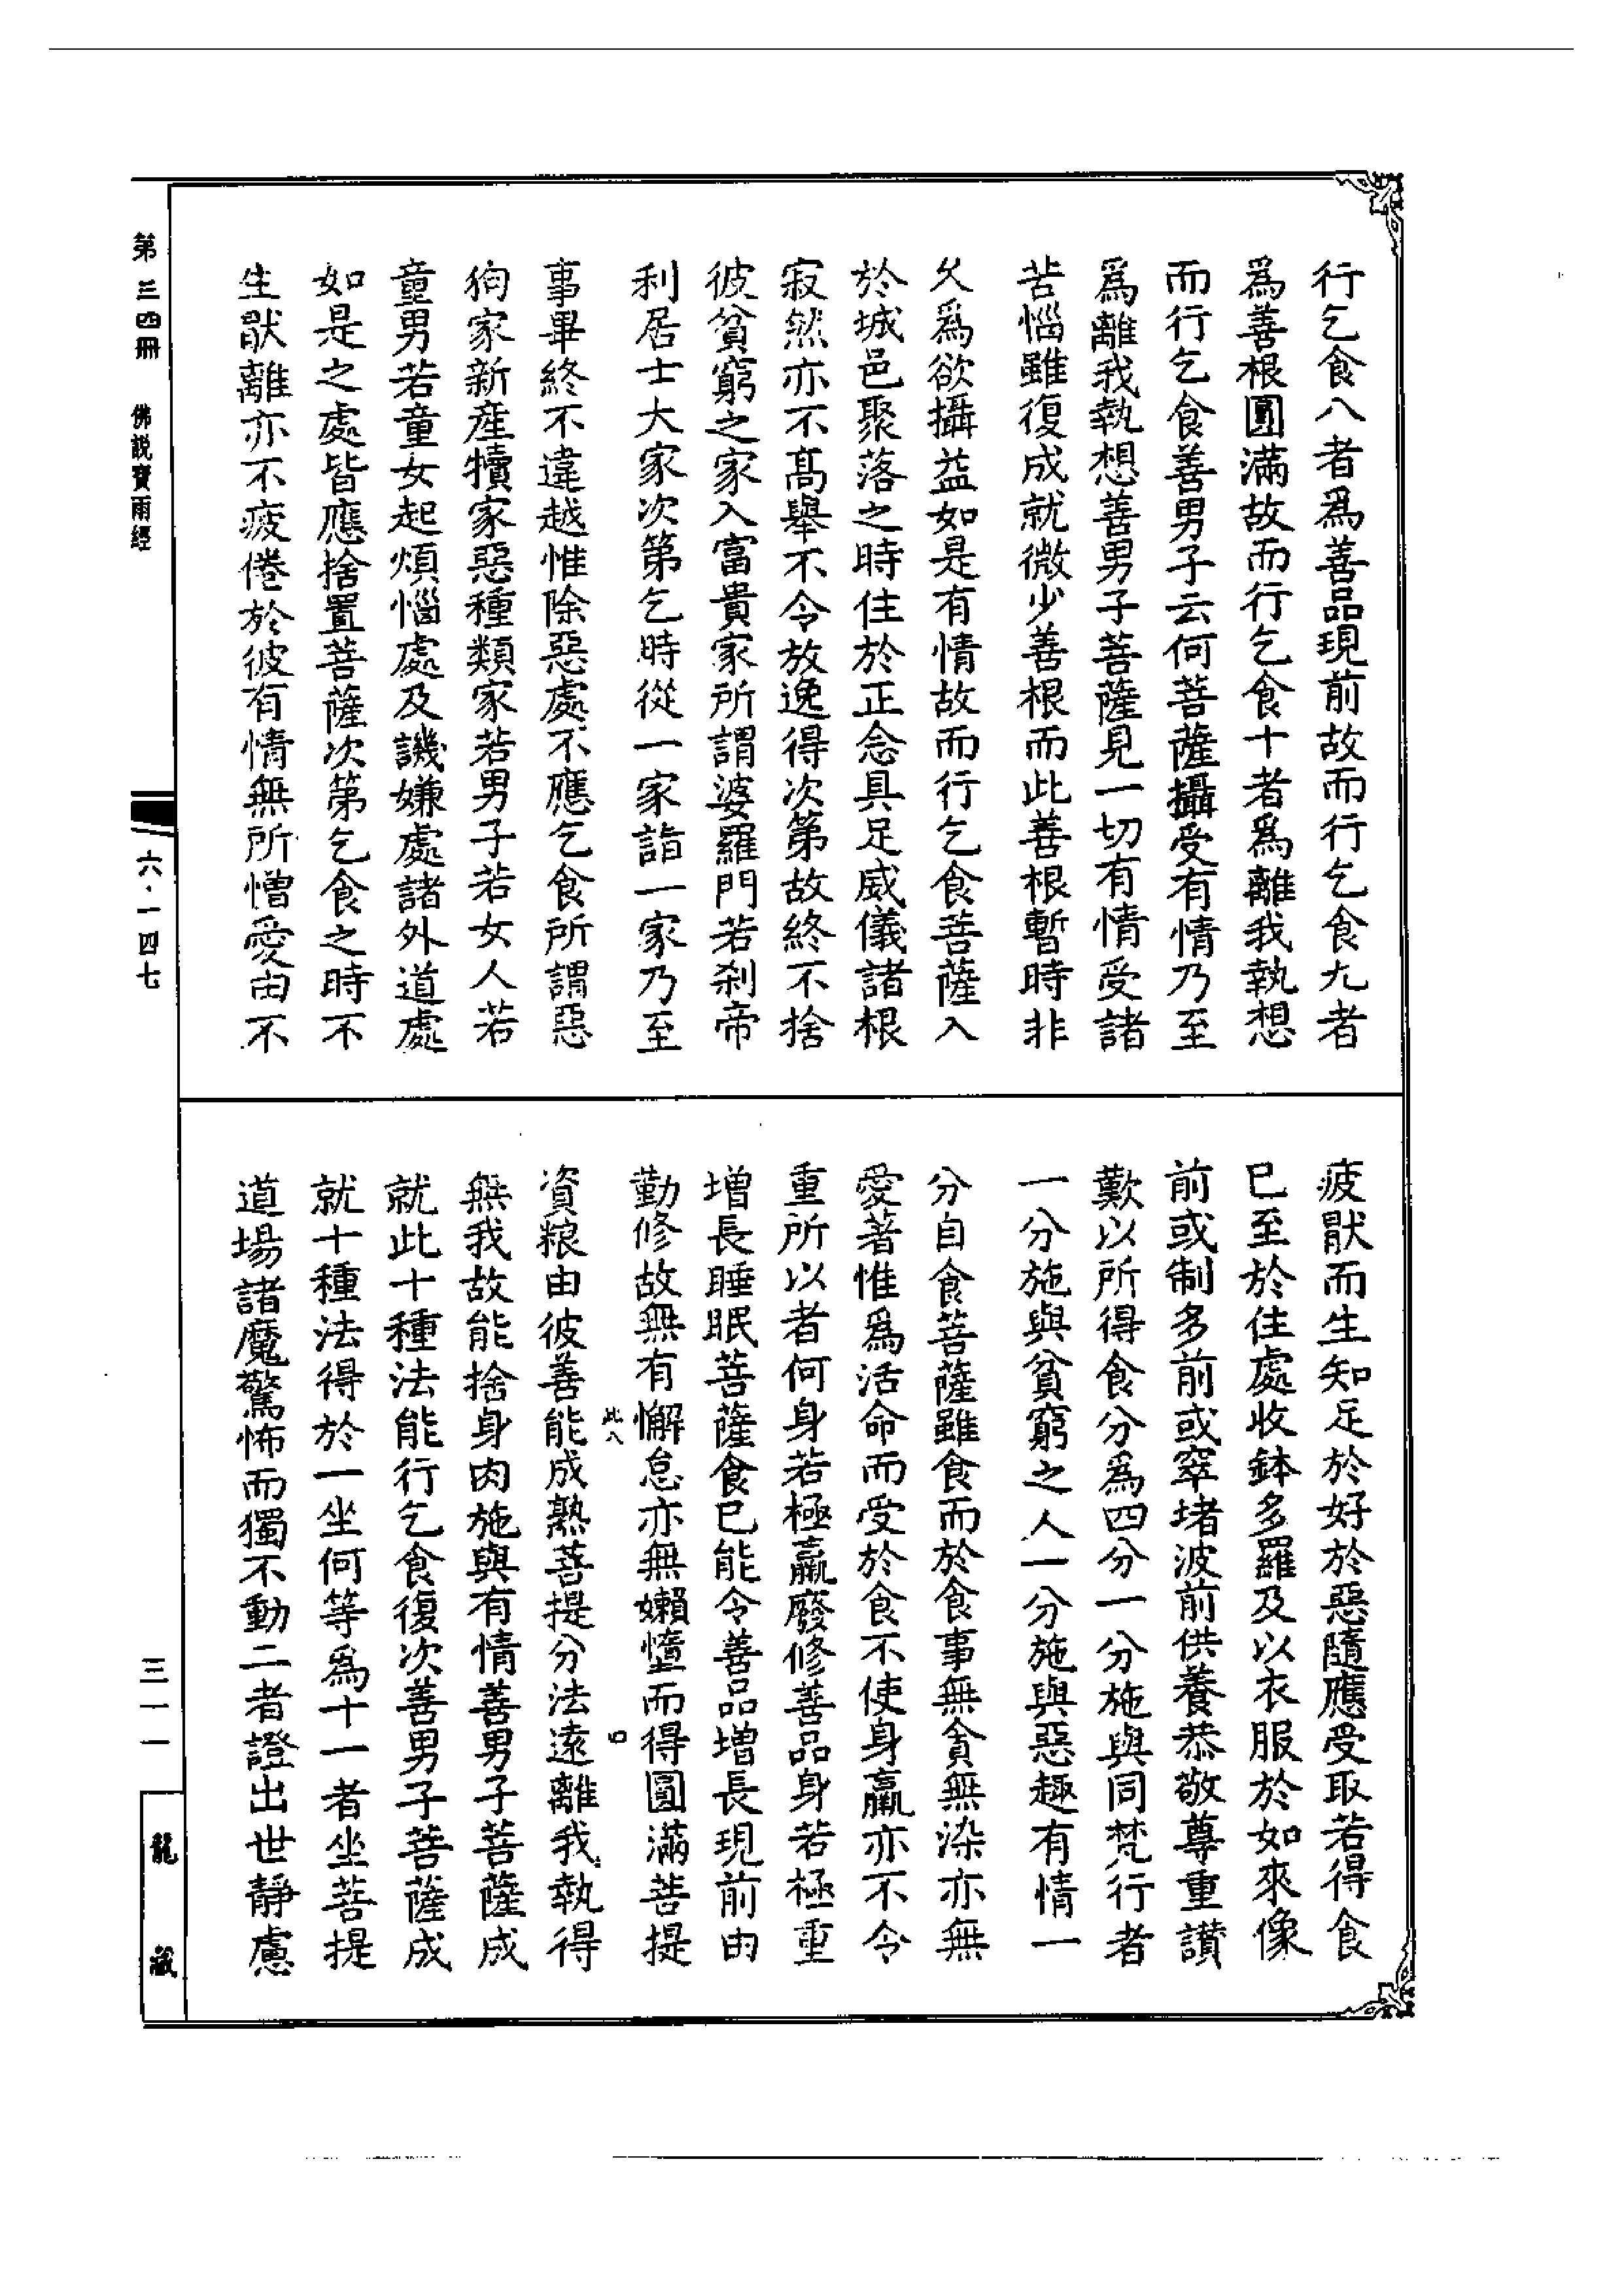 行乞食八者爲善品現前故而行乞食九者
爲善根圓滿故而行乞食十者爲離我執想
而行乞食善男子云何菩薩攝受有情乃至
爲離我執想善男子菩薩見一切有情受諸
苦惱雖復成就微少善根而此善根暫時非
久爲欲攝益如是有情故而行乞食菩薩入
於城邑聚落之時住於正念具足威儀諸根
寂然亦不髙舉不令放逸得次第故終不捨
彼貧窮之家入富貴家所謂婆羅門若刹帝
利居士大家次第乞時從一家詣一家乃至
事畢終不違越惟除惡處不應乞食所謂惡
狗家新産犢家惡種類家若男子若女人若
童男若童女起煩惱處及譏嫌處諸外道處
如是之處皆應捨置菩薩次第乞食之時不
生猒離亦不疲倦於彼有情無所憎愛由不
疲猒而生知足於好於惡隨應受取若得食
已至於住處收鉢多羅及以衣服於如來像
前或制多前或窣堵波前供養恭敬尊重讃
歎以所得食分爲四分一分施與同梵行者
一分施與貧窮之人一分施與惡趣有情一
分自食菩薩雖食而於食事無貪無染亦無
愛著惟爲活命而受於食不使身羸亦不令
重所以者何身若極羸廢修善品身若極重
增長睡眠菩薩食已能令善品增長現前由
勤修故無有懈怠亦無嬾墮而得圓滿菩提
資粮由彼善能成熟菩提分法遠離我執得
無我故能捨身肉施與有情善男子菩薩成
就此十種法能行乞食復次善男子菩薩成
就十種法得於一坐何等爲十一者坐菩提
道場諸魔驚怖而獨不動二者證出世靜慮
此八
四
第三四冊 佛説寳雨經
六·一四七
三一一
龍藏